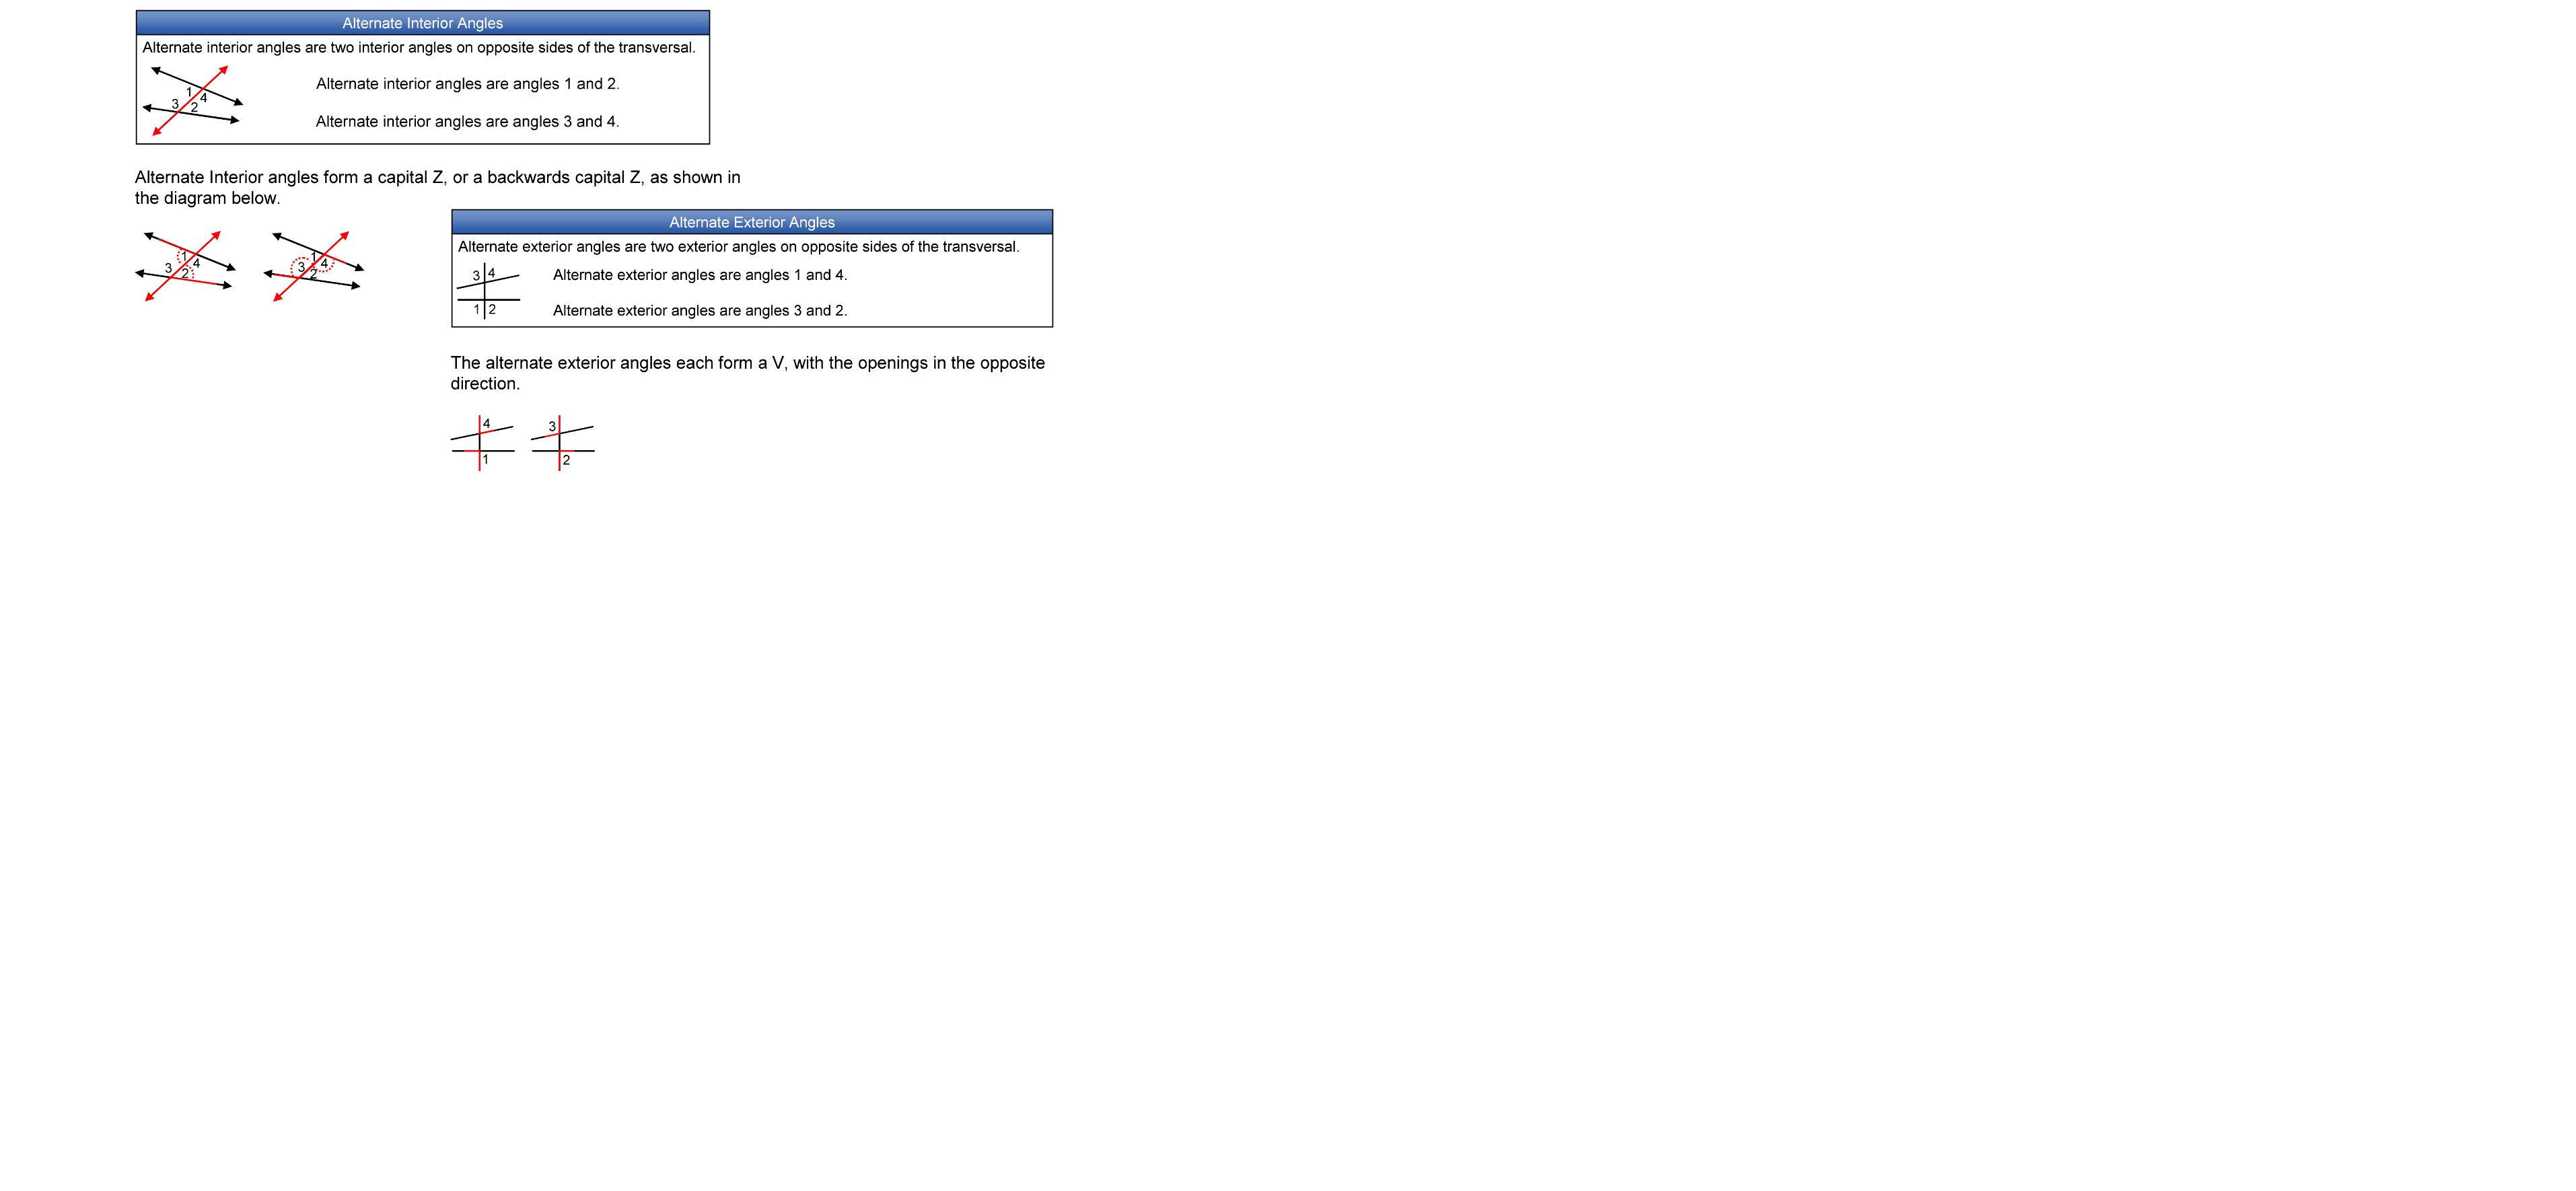 Alternate Interior Angles
Alternate interior angles are two interior angles on opposite sides of the transversal.
Alternate interior angles are angles 1 and 2.
1
4
3
2
Alternate interior angles are angles 3 and 4.
Alternate Interior angles form a capital Z, or a backwards capital Z, as shown in
the diagram below.
1
4
3
2
1
4
3
2
Alternate Exterior Angles
Alternate exterior angles are two exterior angles on opposite sides of the transversal.
3 4
Alternate exterior angles are angles 1 and 4.
1 2
Alternate exterior angles are angles 3 and 2.
The alternate exterior angles each form a V, with the openings in the opposite
direction.
4
1
3
2